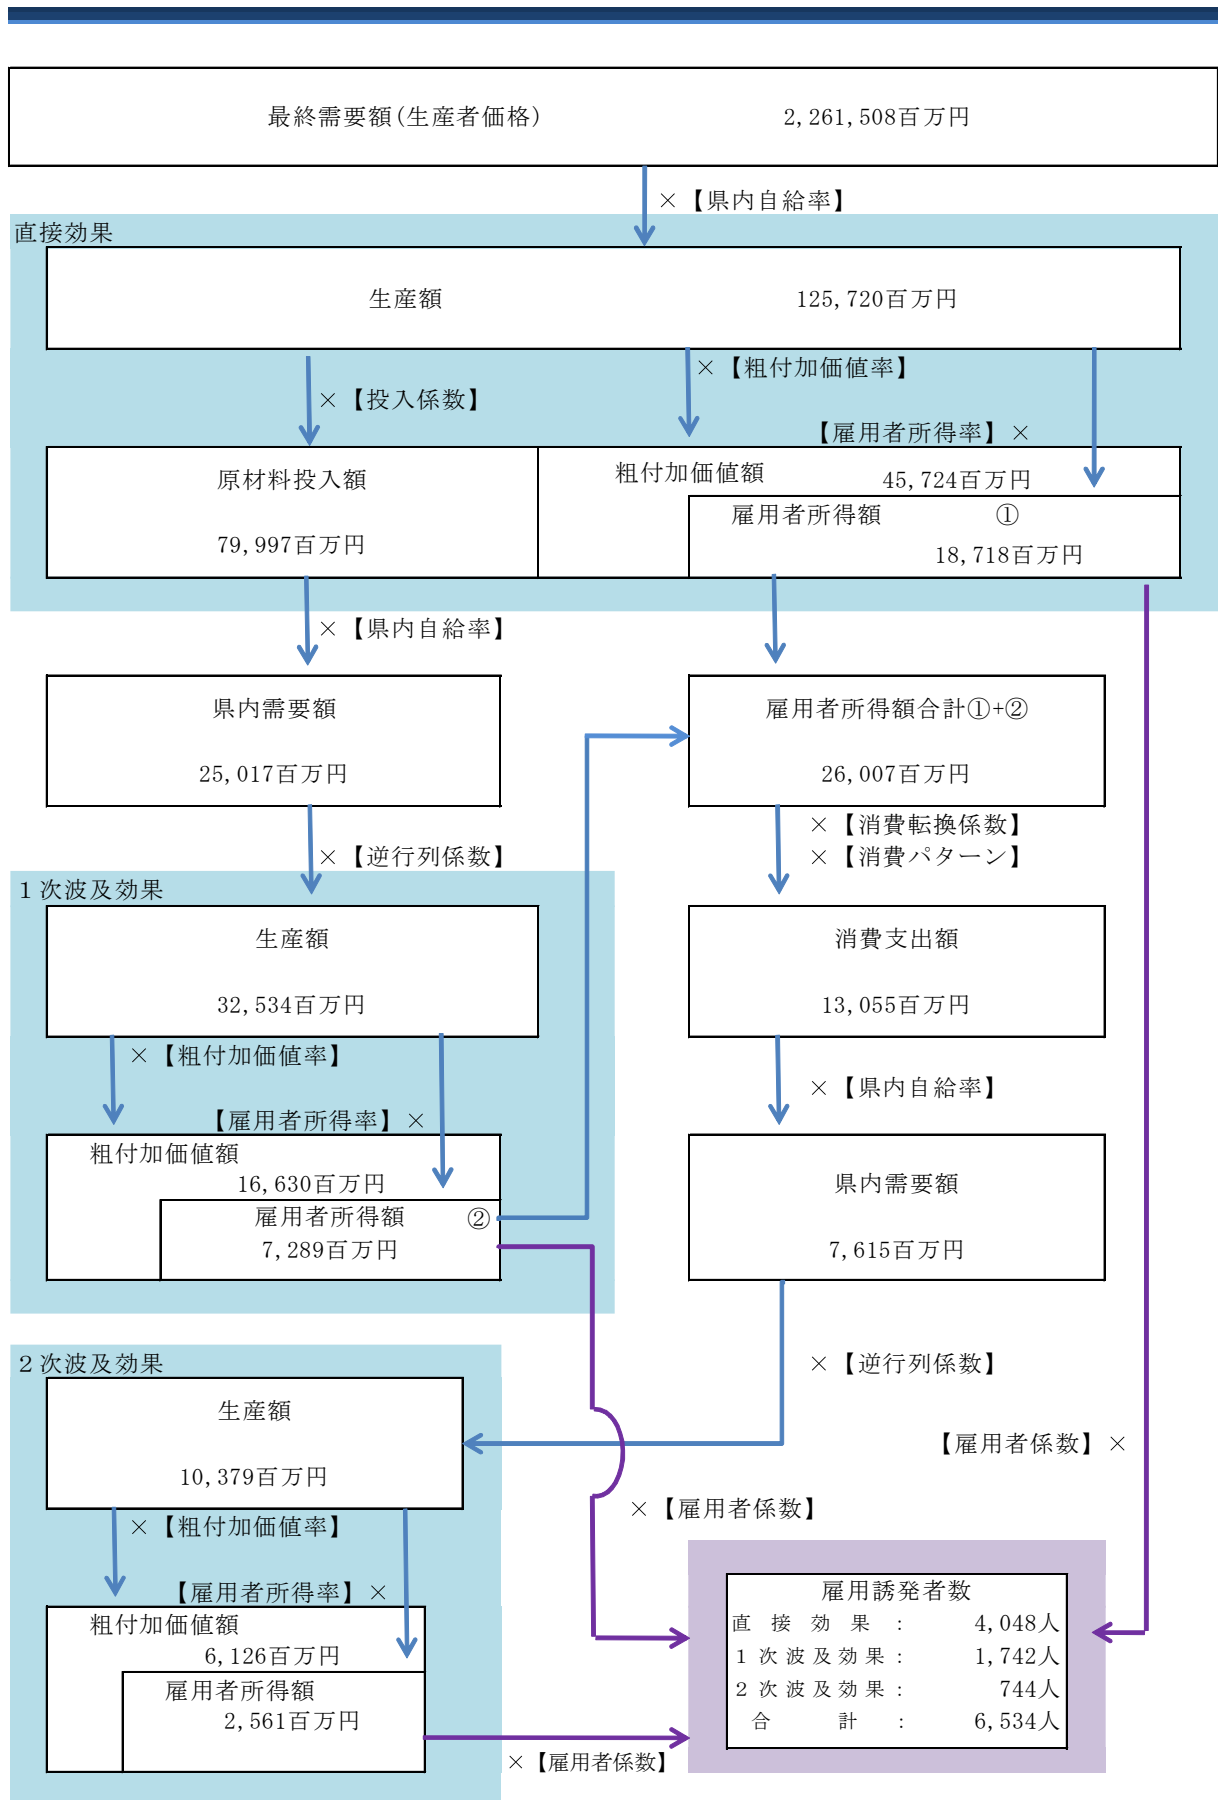 最終需要額(生産者価格) 2,261,508百万円
×【県内自給率】
直接効果
生産額 125,720百万円
×【粗付加価値率】
×【投入係数】
【雇用者所得率】×
原材料投入額
79,997百万円
粗付加価値額
45,724百万円
雇用者所得額 ①
18,718百万円
×【県内自給率】
県内需要額
25,017百万円
雇用者所得額合計①+②
26,007百万円
×【消費転換係数】
×【消費パターン】
×【逆行列係数】
1次波及効果
生産額
32,534百万円
消費支出額
13,055百万円
×【粗付加価値率】
×【県内自給率】
【雇用者所得率】×
粗付加価値額
16,630百万円
雇用者所得額 ②
7,289百万円
県内需要額
7,615百万円
2次波及効果
×【逆行列係数】
生産額
10,379百万円
【雇用者係数】×
×【雇用者係数】
×【粗付加価値率】
【雇用者所得率】×
粗付加価値額
6,126百万円
雇用者所得額
2,561百万円
×【雇用者係数】
雇用誘発者数
直接効果: 4,048人
1次波及効果: 1,742人
2次波及効果: 744人
合計: 6,534人